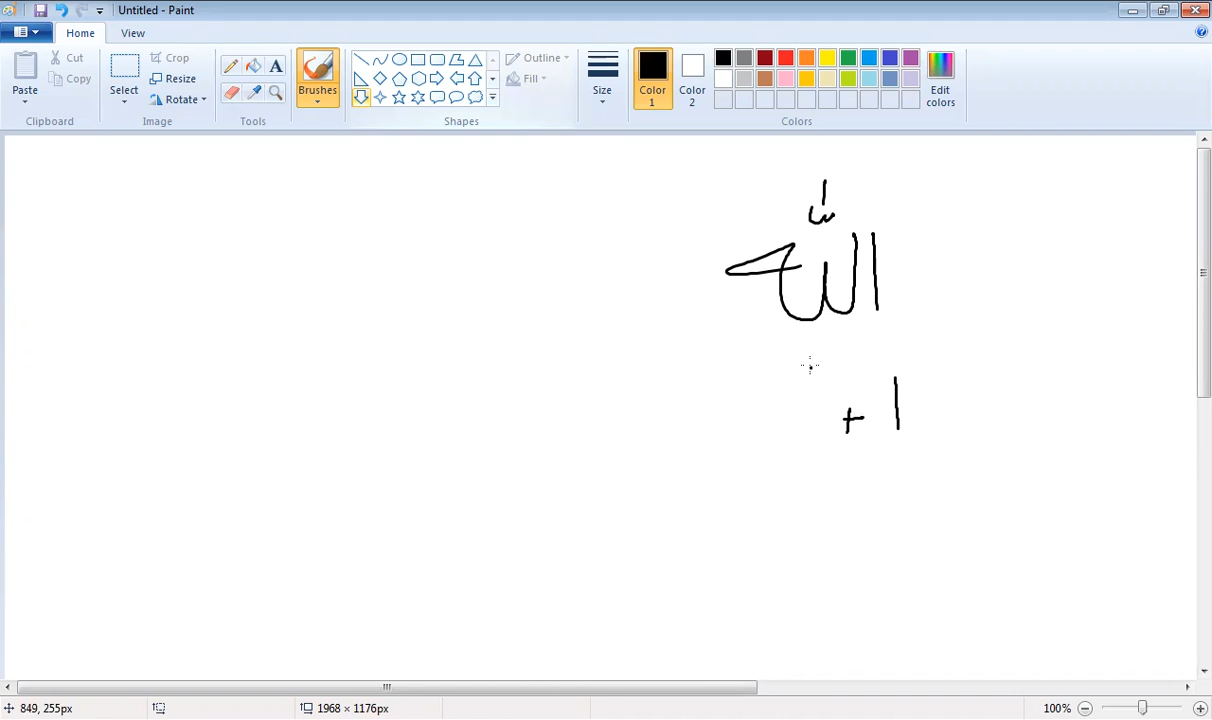 Untitled - Paint
Home View
Paste
Cut
Copy
Clipboard
Select
Crop
Resize
Rotate
Image
Tools
Brushes
Outline
Fill
Shapes
Size
Color 1
Color 2
Edit colors
Colors
اللّٰه
ا +
849, 255px
1968 × 1176px
100%